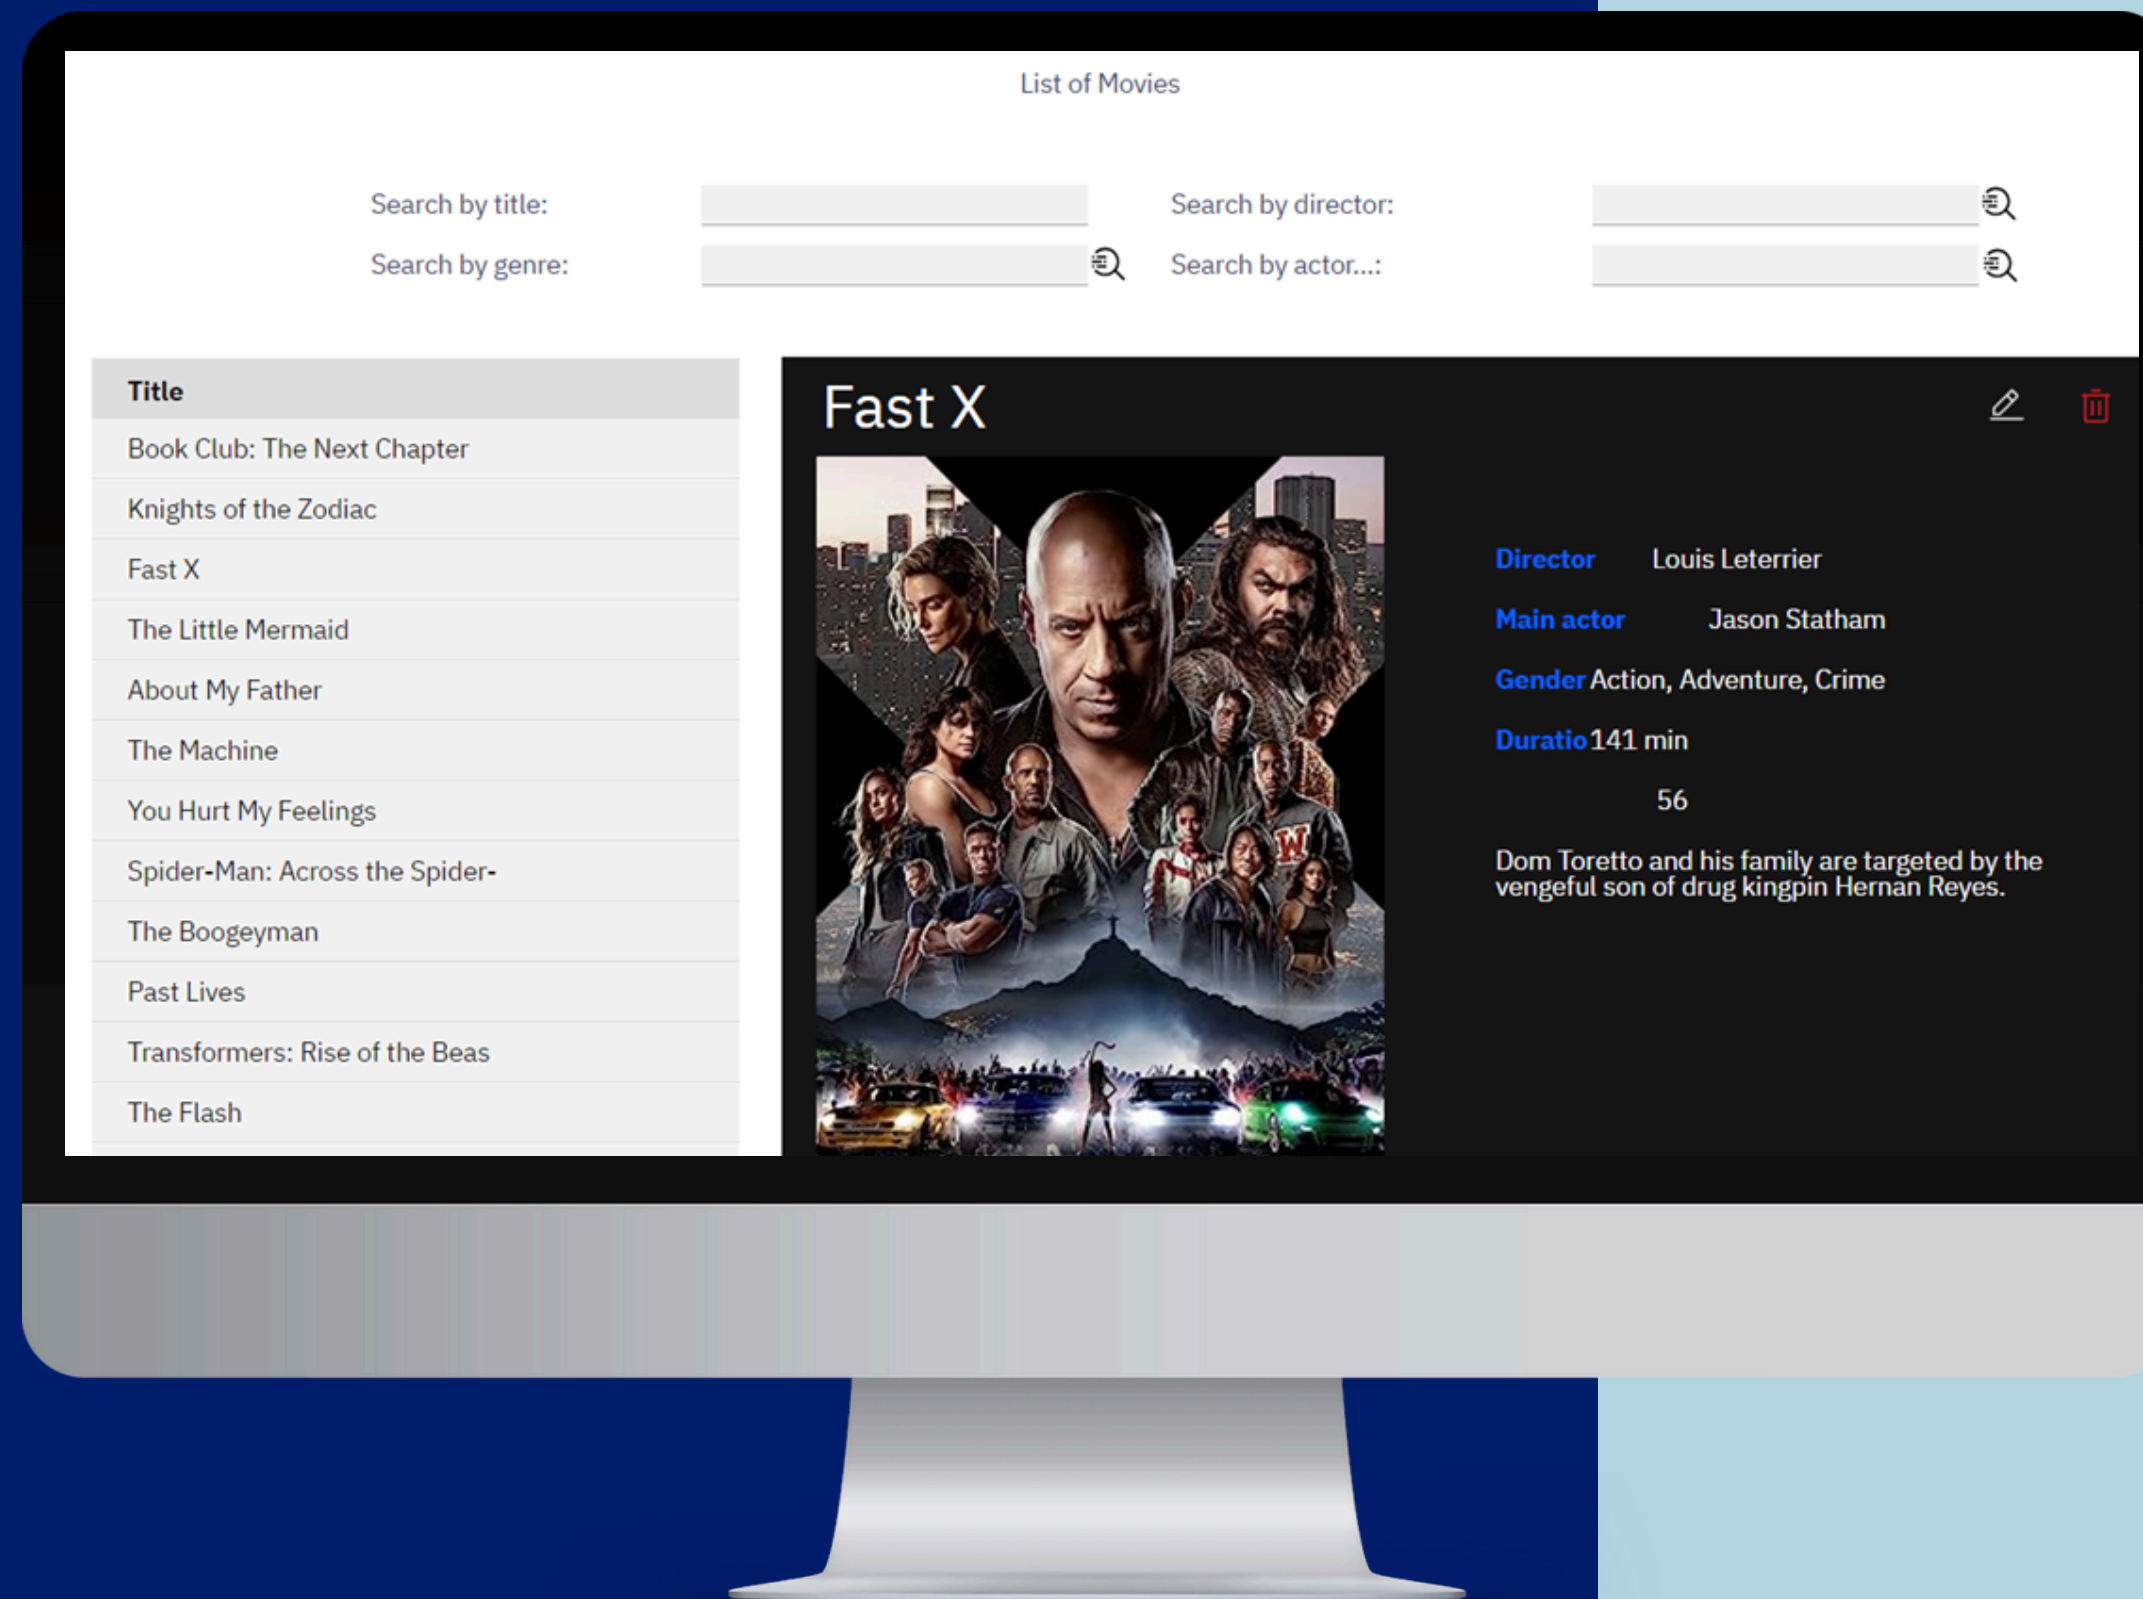 List of Movies
Search by title:
Search by director:
Search by genre:
Search by actor...:
Title
Book Club: The Next Chapter
Knights of the Zodiac
Fast X
The Little Mermaid
About My Father
The Machine
You Hurt My Feelings
Spider-Man: Across the Spider-
The Boogeyman
Past Lives
Transformers: Rise of the Beas
The Flash
Fast X
W
Director Louis Leterrier
Main actor Jason Statham
Gender Action, Adventure, Crime
Duratio 141 min
56
Dom Toretto and his family are targeted by the
vengeful son of drug kingpin Hernan Reyes.